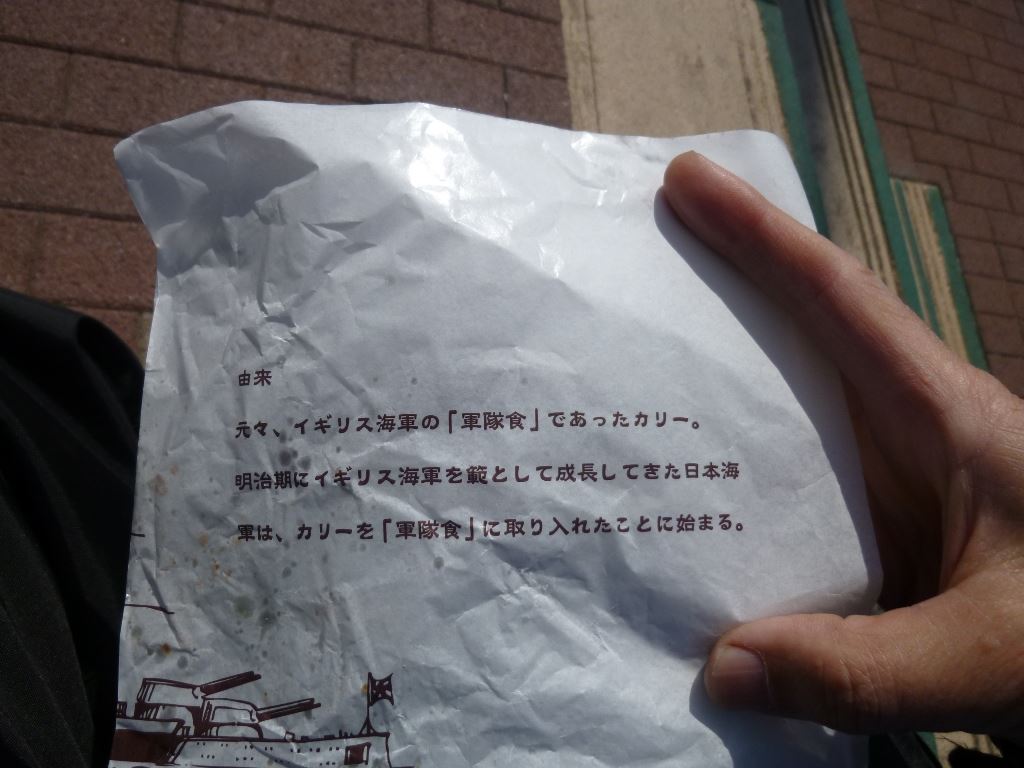 由来
元々、イギリス海軍の「軍隊食」であったカリー。
明治期にイギリス海軍を範として成長してきた日本海
軍は、カリーを「軍隊食」に取り入れたことに始まる。